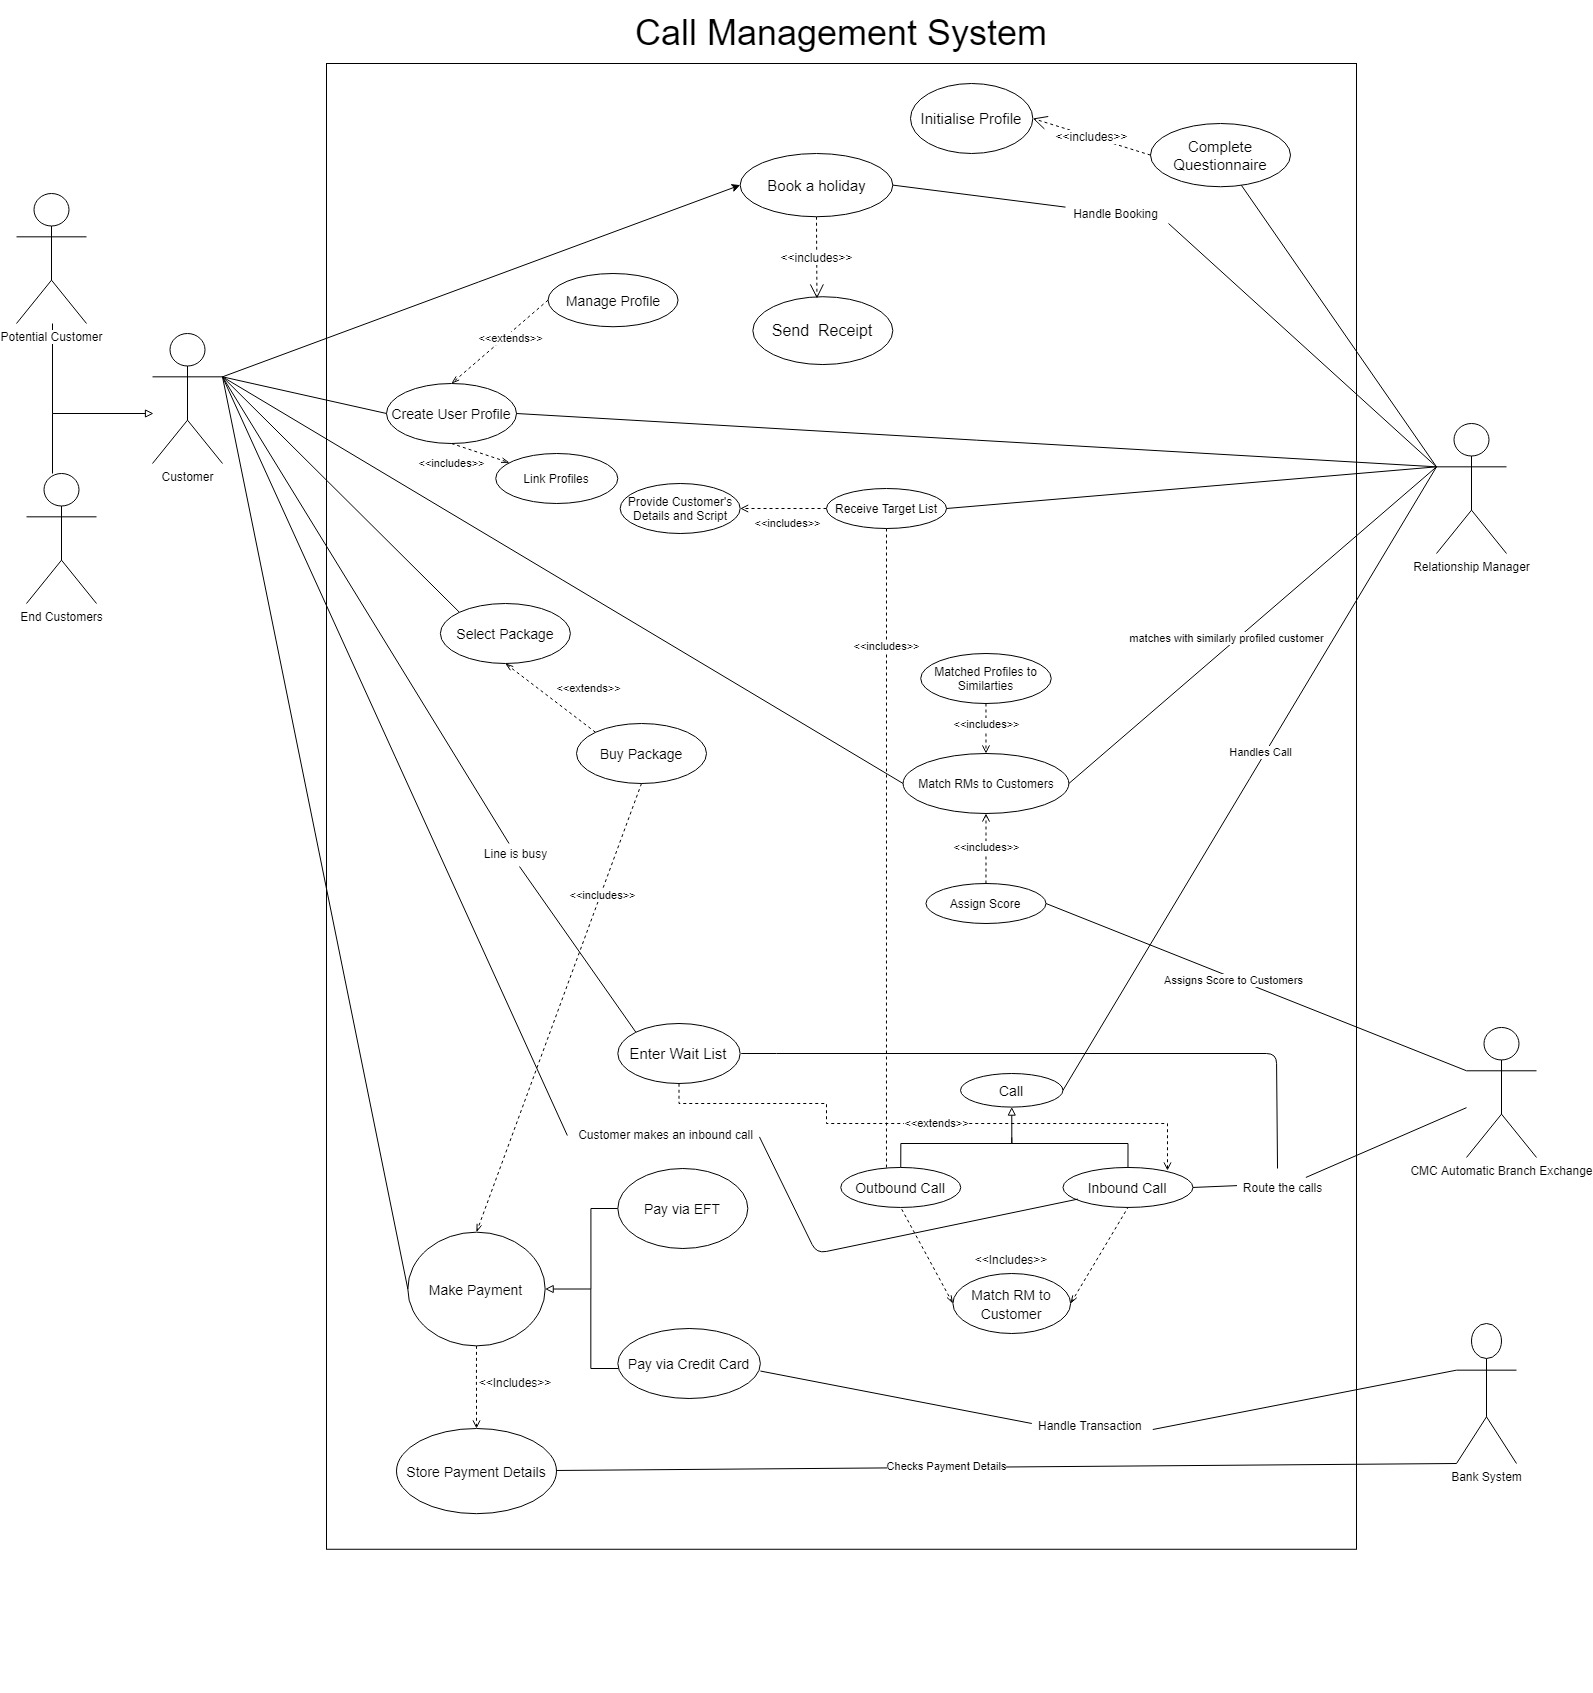 Call Management System
Initialise Profile
<<includes>>
Complete
Questionnaire
Book a holiday
Handle Booking
<<includes>>
Manage Profile
Send  Receipt
<<extends>>
Potential Customer
Create User Profile
<<includes>>
Link Profiles
Customer
Provide Customer's
Details and Script
<<includes>>
Receive Target List
Relationship Manager
End Customers
Select Package
matches with similarly profiled customer
<<includes>>
Matched Profiles to
Similarties
<<extends>>
<<includes>>
Buy Package
Handles Call
Match RMs to Customers
<<includes>>
Line is busy
<<includes>>
Assign Score
Assigns Score to Customers
Enter Wait List
Call
<<extends>>
Customer makes an inbound call
CMC Automatic Branch Exchange
Outbound Call
Inbound Call
Route the calls
Pay via EFT
<<Includes>>
Make Payment
Match RM to
Customer
Pay via Credit Card
<<Includes>>
Handle Transaction
Store Payment Details
Checks Payment Details
Bank System